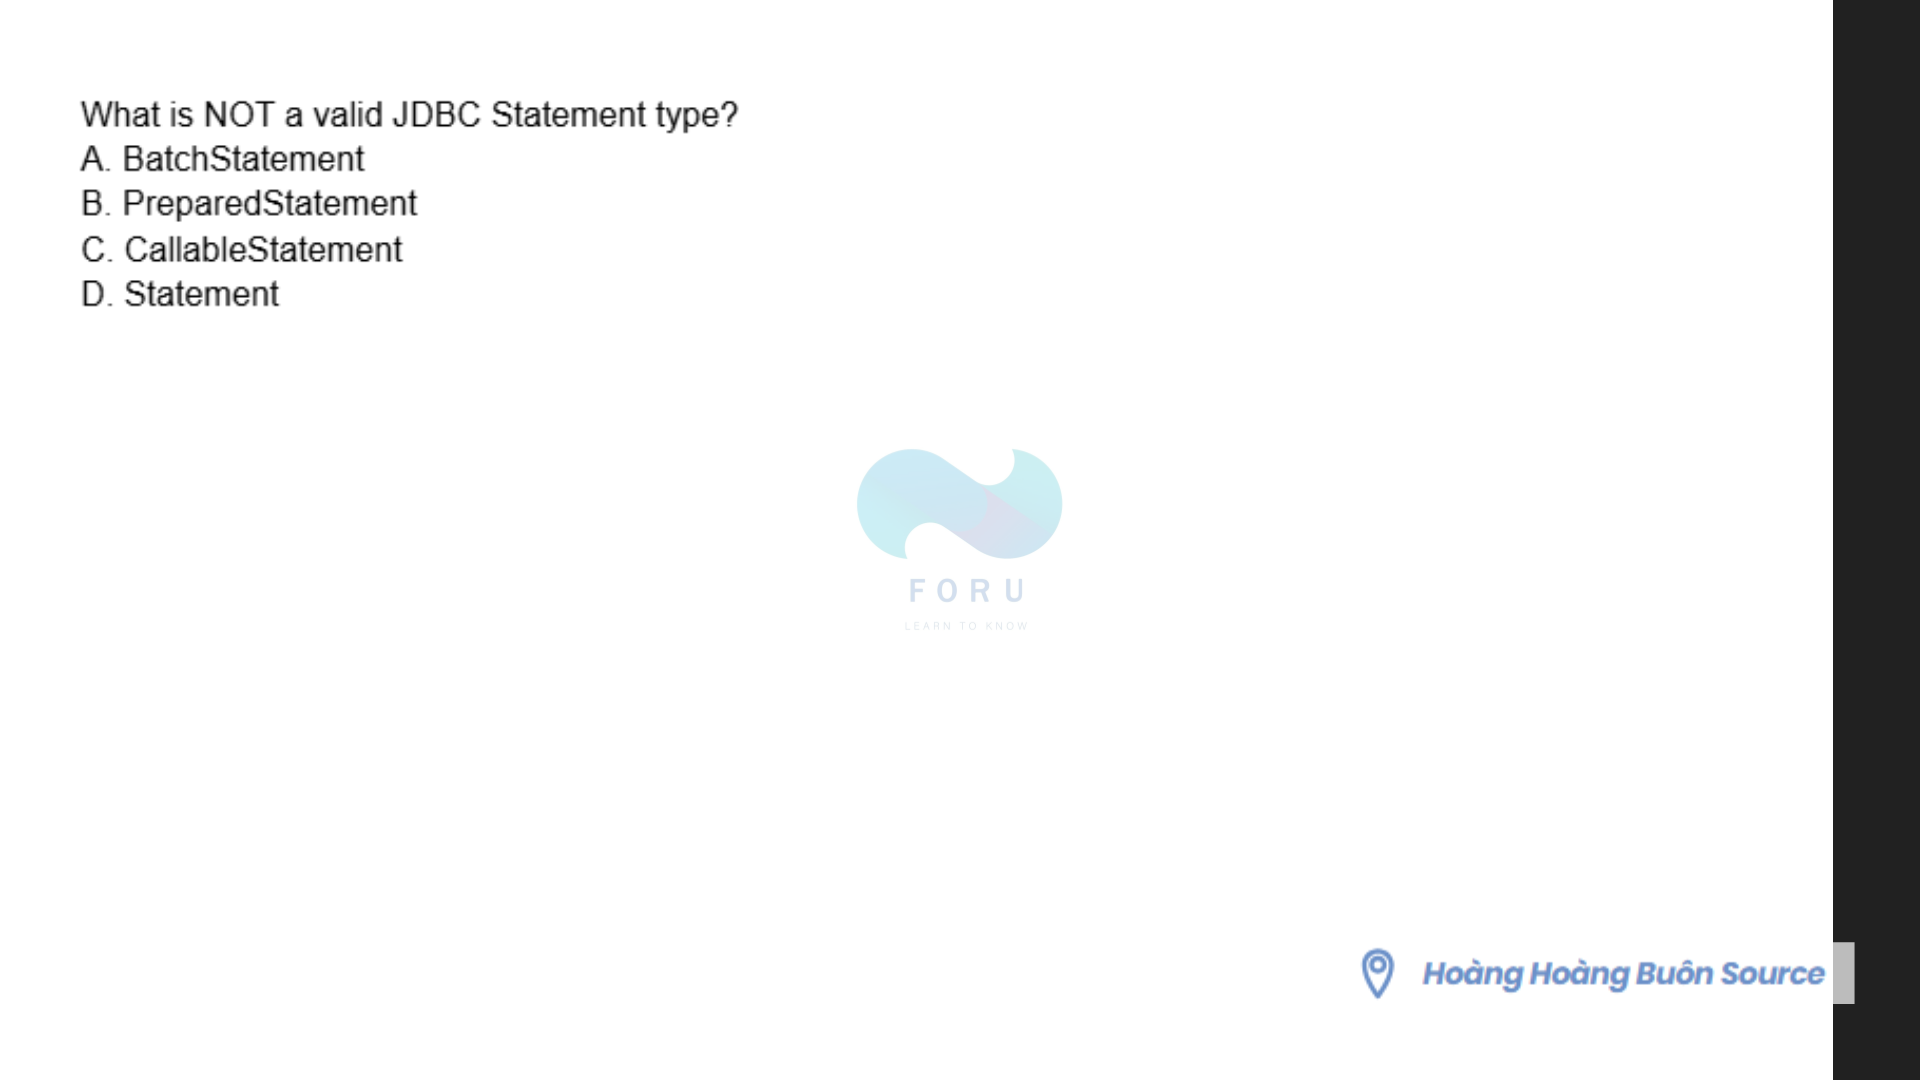 What is NOT a valid JDBC Statement type?
A. BatchStatement
B. PreparedStatement
C. CallableStatement
D. Statement
FORU
LEARN TO KNOW
Hoàng Hoàng Buôn Source